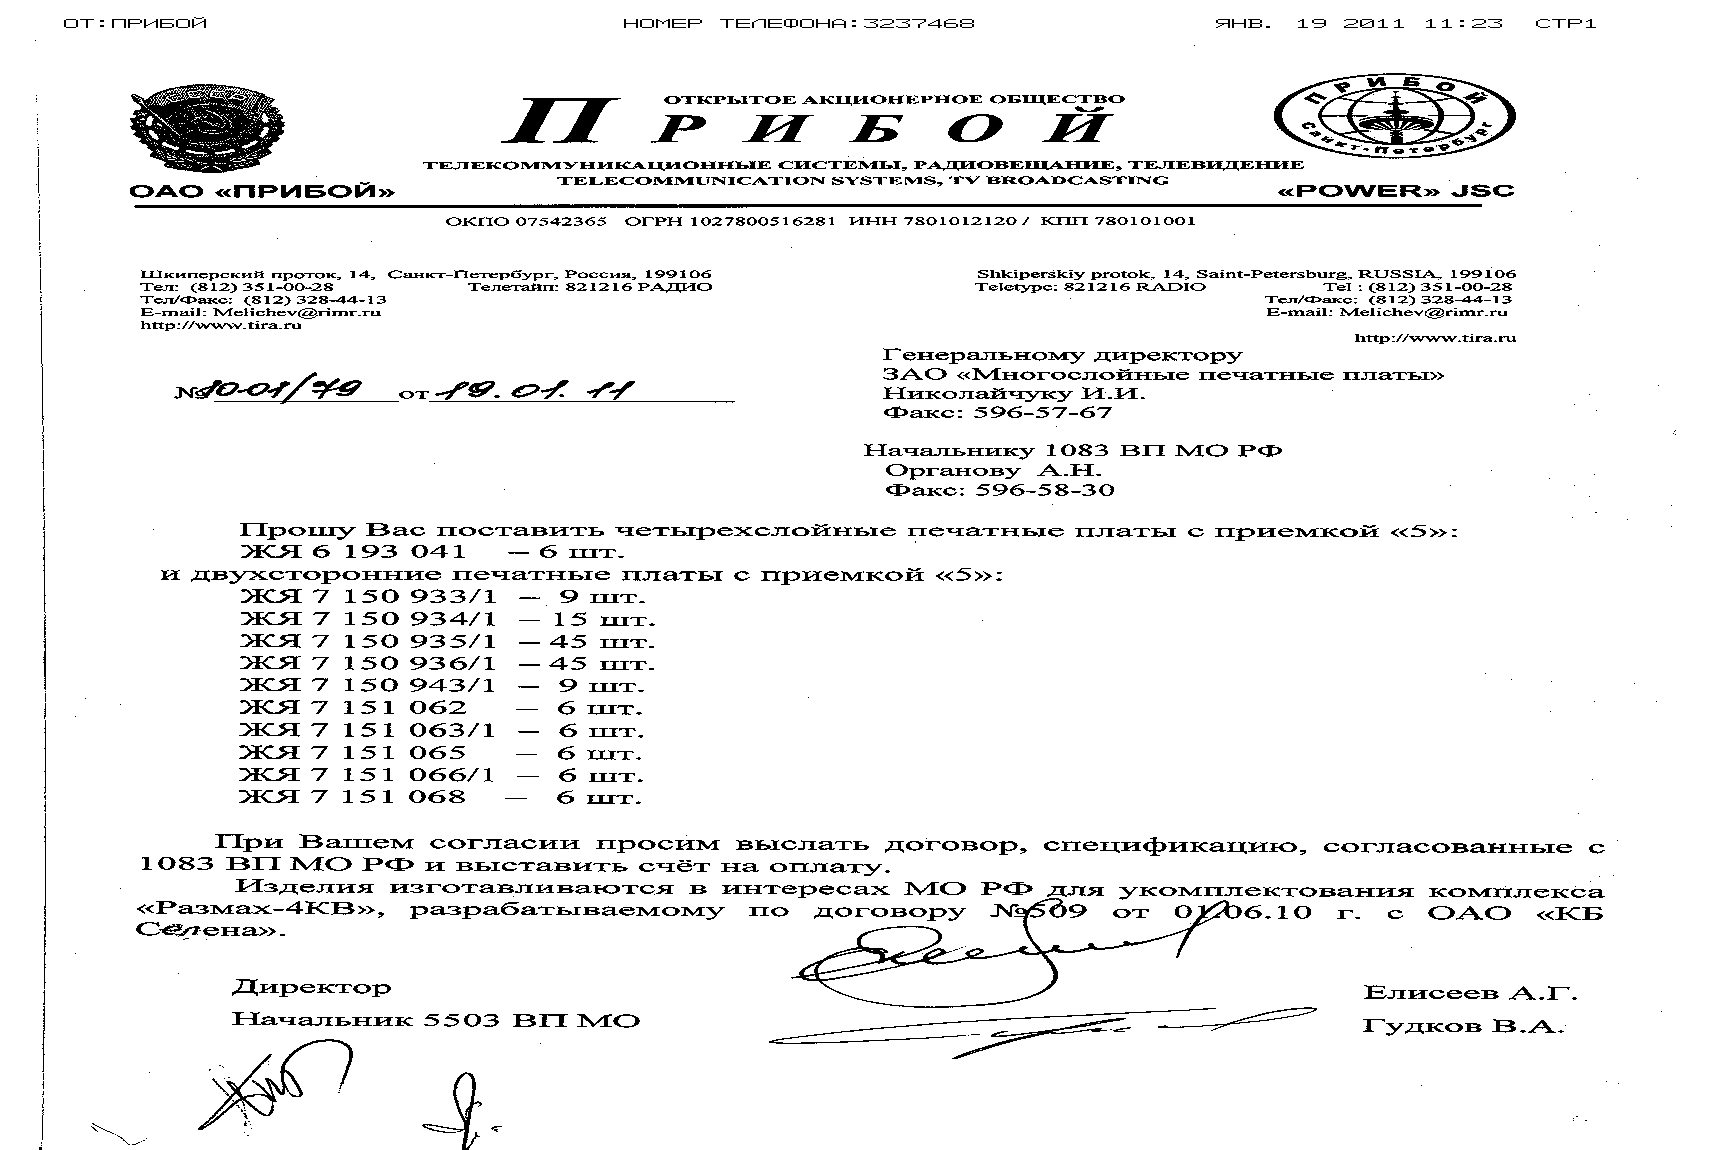 ОТ:ПРИБОЙ НОМЕР ТЕЛЕФОНА:3237468 ЯНВ. 19 2011 11:23 СТР1
ОТКРЫТОЕ АКЦИОНЕРНОЕ ОБЩЕСТВО
ПРИБОЙ
ПРИБОЙ
Санкт-Петербург
ТЕЛЕКОММУНИКАЦИОННЫЕ СИСТЕМЫ, РАДИОВЕЩАНИЕ, ТЕЛЕВИДЕНИЕ
TELECOMMUNICATION SYSTEMS, TV BROADCASTING
ОАО «ПРИБОЙ» «POWER» JSC
ОКПО 07542365 ОГРН 1027800516281 ИНН 7801012120 / КПП 780101001
Шкиперский проток, 14, Санкт-Петербург, Россия, 199106
Тел: (812) 351-00-28 Телетайп: 821216 РАДИО
Тел/Факс: (812) 328-44-13
E-mail: Melichev@rimr.ru
http://www.tira.ru
Shkiperskiy protok, 14, Saint-Petersburg, RUSSIA, 199106
Teletype: 821216 RADIO Tel : (812) 351-00-28
Тел/Факс: (812) 328-44-13
E-mail: Melichev@rimr.ru
http://www.tira.ru
№1001/79 от 19.01.11
Генеральному директору
ЗАО «Многослойные печатные платы»
Николайчуку И.И.
Факс: 596-57-67
Начальнику 1083 ВП МО РФ
Органову А.Н.
Факс: 596-58-30
Прошу Вас поставить четырехслойные печатные платы с приемкой «5»:
ЖЯ 6 193 041 – 6 шт.
и двухсторонние печатные платы с приемкой «5»:
ЖЯ 7 150 933/1 – 9 шт.
ЖЯ 7 150 934/1 – 15 шт.
ЖЯ 7 150 935/1 – 45 шт.
ЖЯ 7 150 936/1 – 45 шт.
ЖЯ 7 150 943/1 – 9 шт.
ЖЯ 7 151 062 – 6 шт.
ЖЯ 7 151 063/1 – 6 шт.
ЖЯ 7 151 065 – 6 шт.
ЖЯ 7 151 066/1 – 6 шт.
ЖЯ 7 151 068 – 6 шт.
При Вашем согласии просим выслать договор, спецификацию, согласованные с
1083 ВП МО РФ и выставить счёт на оплату.
Изделия изготавливаются в интересах МО РФ для укомплектования комплекса
«Размах-4КВ», разрабатываемому по договору №509 от 01.06.10 г. с ОАО «КБ
Селена».
Директор Елисеев А.Г.
Начальник 5503 ВП МО Гудков В.А.